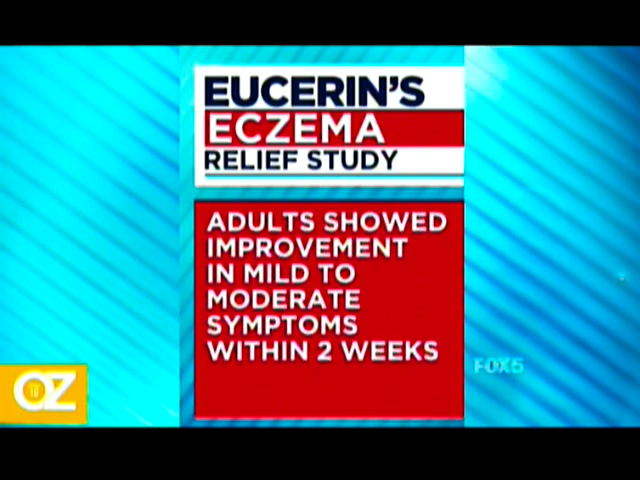 EUCERIN'S
ECZEMA
RELIEF STUDY
ADULTS SHOWED
IMPROVEMENT
IN MILD TO
MODERATE
SYMPTOMS
WITHIN 2 WEEKS
FOX5
OZ